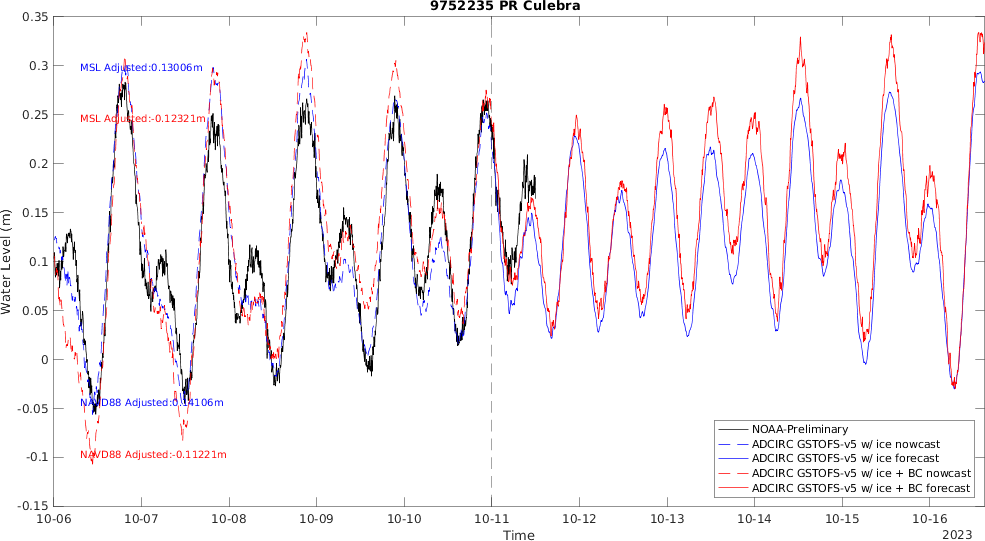 9752235 PR Culebra
0.35
0.3
0.25
0.2
0.15
0.1
0.05
0
-0.05
-0.1
-0.15
Water Level (m)
MSL Adjusted:0.13006m
MSL Adjusted:-0.12321m
NAVD88 Adjusted:0.14106m
NAVD88 Adjusted:-0.11221m
NOAA-Preliminary
ADCIRC GSTOFS-v5 w/ ice nowcast
ADCIRC GSTOFS-v5 w/ ice forecast
ADCIRC GSTOFS-v5 w/ ice + BC nowcast
ADCIRC GSTOFS-v5 w/ ice + BC forecast
10-06 10-07 10-08 10-09 10-10 10-11 10-12 10-13 10-14 10-15 10-16
Time
2023